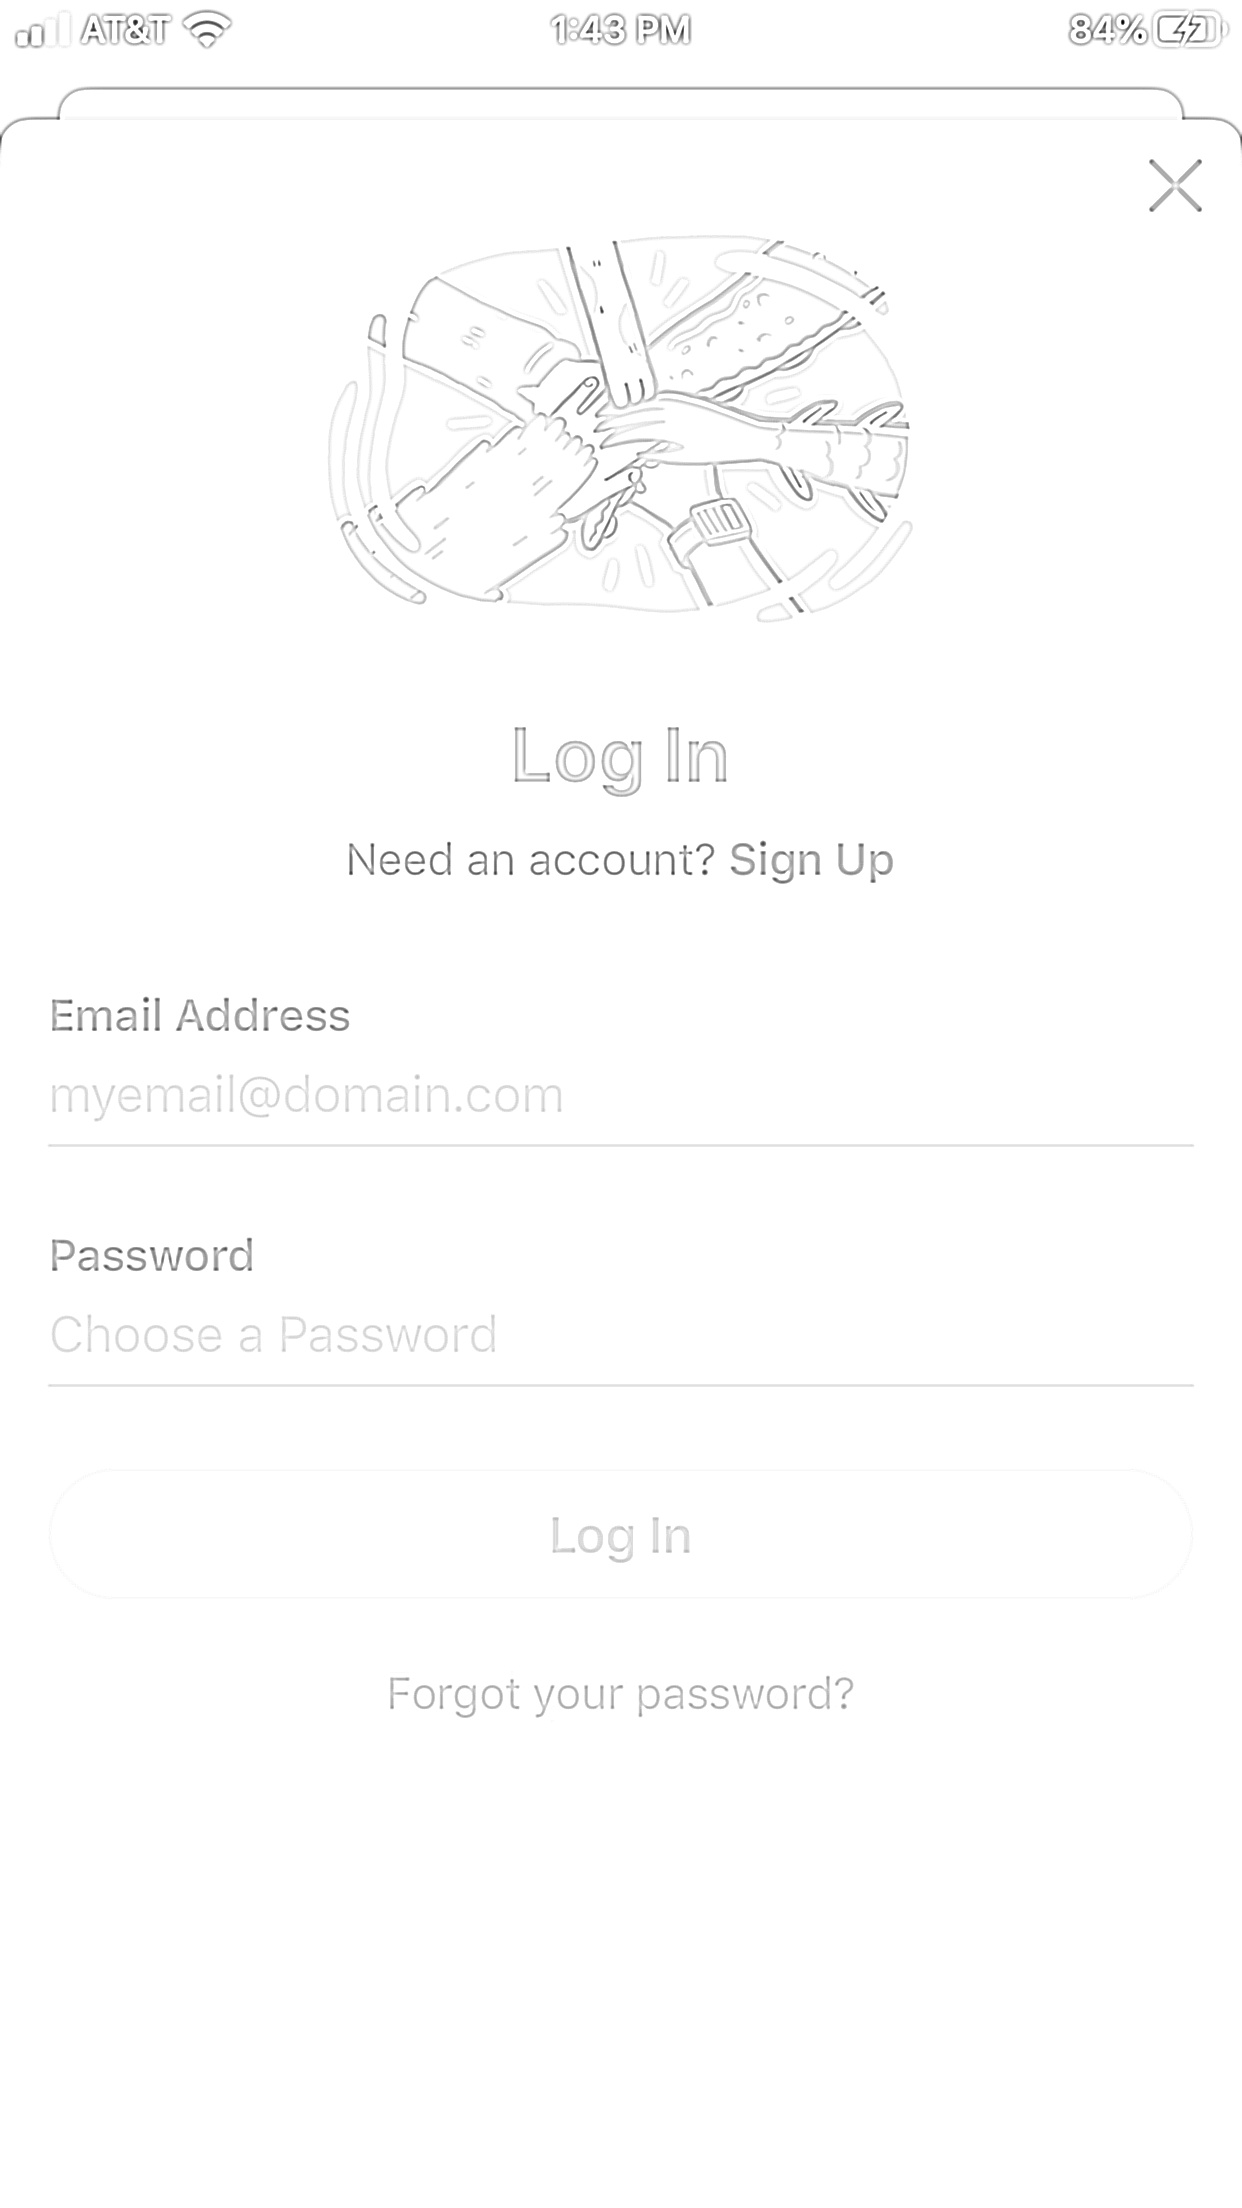 AT&T 1:43 PM 84%
Log In
Need an account? Sign Up
Email Address
myemail@domain.com
Password
Choose a Password
Log In
Forgot your password?